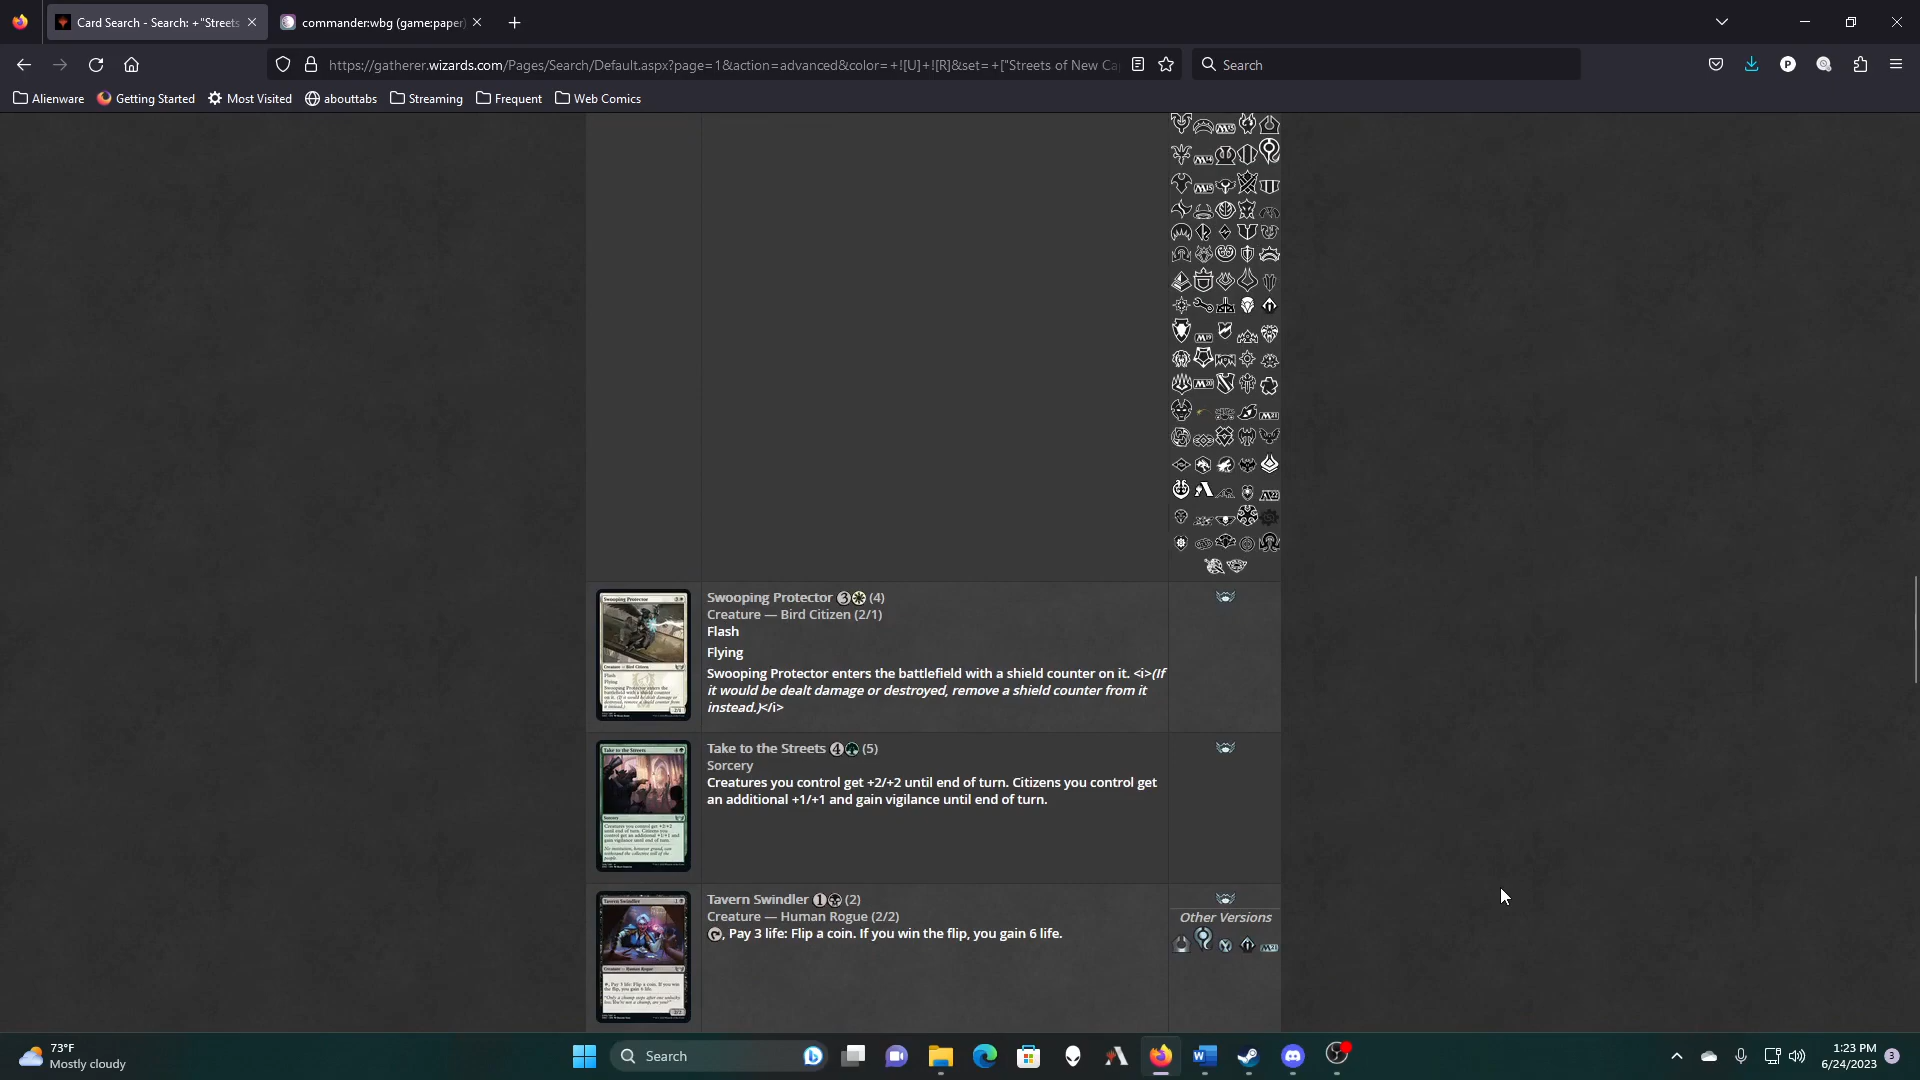 Card Search - Search: +"Streets
commander:wbg (game:paper)
https://gatherer.wizards.com/Pages/Search/Default.aspx?page=1&action=advanced&color=+![U]+![R]&set=+["Streets of New Ca
Search
Alienware
Getting Started
Most Visited
abouttabs
Streaming
Frequent
Web Comics
Swooping Protector 3 (4)
Creature — Bird Citizen (2/1)
Flash
Flying
Swooping Protector enters the battlefield with a shield counter on it. <i>(If
it would be dealt damage or destroyed, remove a shield counter from it
instead.)</i>
Take to the Streets 4 (5)
Sorcery
Creatures you control get +2/+2 until end of turn. Citizens you control get
an additional +1/+1 and gain vigilance until end of turn.
Tavern Swindler 1 (2)
Creature — Human Rogue (2/2)
, Pay 3 life: Flip a coin. If you win the flip, you gain 6 life.
Other Versions
73°F
Mostly cloudy
Search
1:23 PM
6/24/2023
3